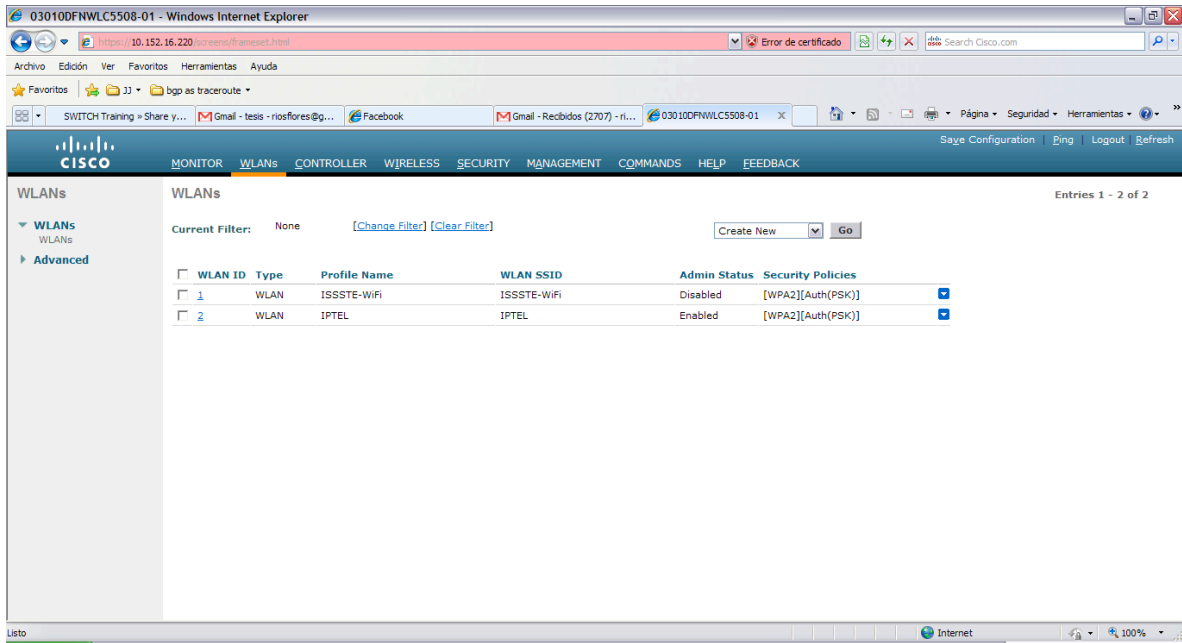 03010DFNWLC5508-01 - Windows Internet Explorer
https://10.152.16.220/screens/frameset.html Error de certificado Search Cisco.com
Archivo Edición Ver Favoritos Herramientas Ayuda
Favoritos JJ bgp as traceroute
SWITCH Training » Share y... Gmail - tesis - riosflores@g... Facebook Gmail - Recibidos (2707) - ri... 03010DFNWLC5508-01 X Página Seguridad Herramientas »
Save Configuration | Ping | Logout | Refresh
CISCO MONITOR WLANs CONTROLLER WIRELESS SECURITY MANAGEMENT COMMANDS HELP FEEDBACK
WLANs WLANs Entries 1 - 2 of 2
WLANs
WLANs
Advanced
Current Filter: None [Change Filter] [Clear Filter] Create New Go
WLAN ID Type Profile Name WLAN SSID Admin Status Security Policies
1 WLAN ISSSTE-WiFi ISSSTE-WiFi Disabled [WPA2][Auth(PSK)]
2 WLAN IPTEL IPTEL Enabled [WPA2][Auth(PSK)]
Listo Internet 100%